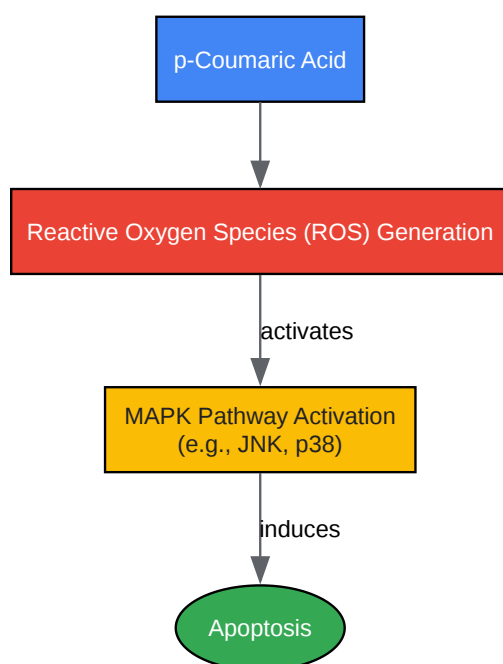 p-Coumaric Acid
Reactive Oxygen Species (ROS) Generation
activates
MAPK Pathway Activation
(e.g., JNK, p38)
induces
Apoptosis